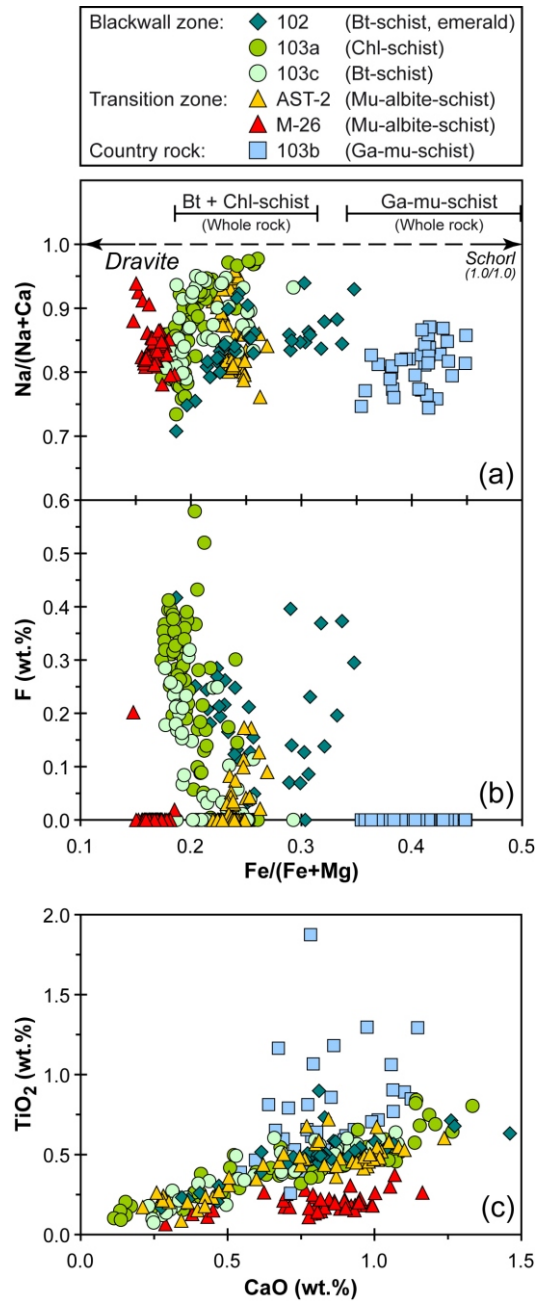 Blackwall zone: 102 (Bt-schist, emerald)
103a (Chl-schist)
103c (Bt-schist)
Transition zone: AST-2 (Mu-albite-schist)
M-26 (Mu-albite-schist)
Country rock: 103b (Ga-mu-schist)
Bt + Chl-schist Ga-mu-schist
(Whole rock) (Whole rock)
1.0
Dravite Schorl
(1.0/1.0)
0.9
0.8
0.7
Na/(Na+Ca)
(a)
0.6
0.5
0.4
0.3
0.2
0.1
0.0
F (wt.%)
(b)
0.1 0.2 0.3 0.4 0.5
Fe/(Fe+Mg)
2.0
1.5
1.0
0.5
0.0
TiO2 (wt.%)
(c)
0.0 0.5 1.0 1.5
CaO (wt.%)